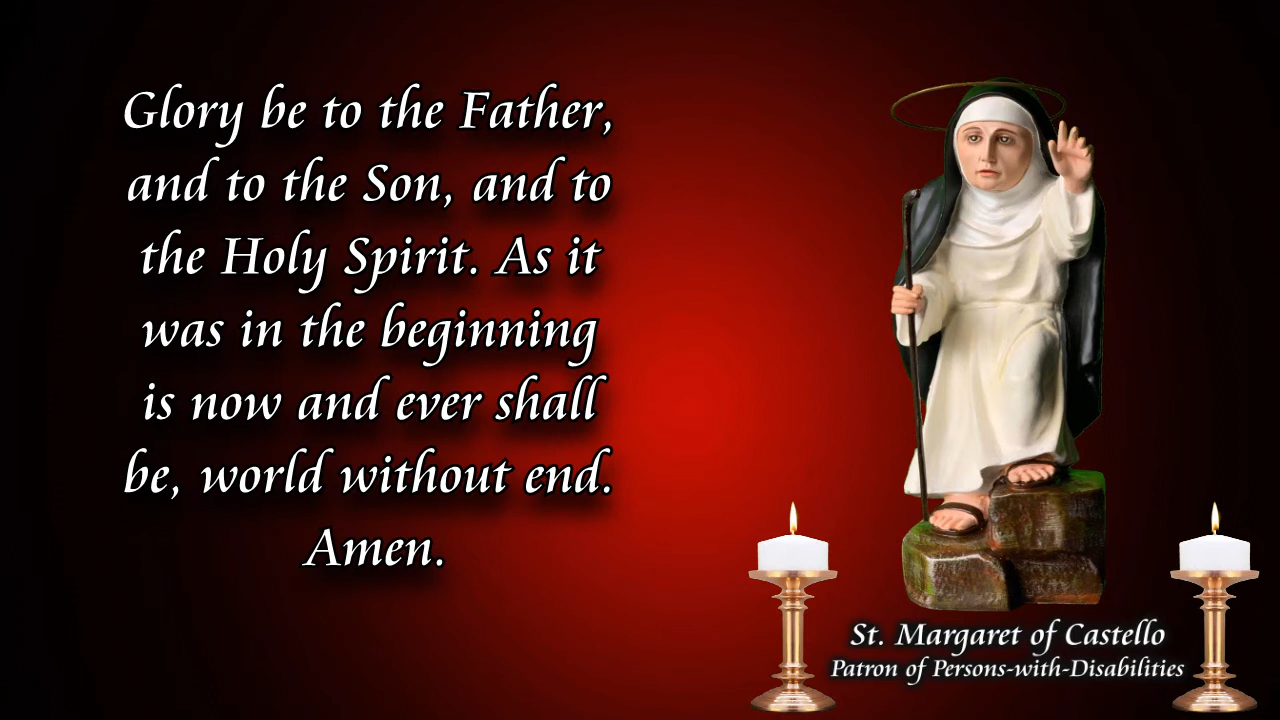 Glory be to the Father,
and to the Son, and to
the Holy Spirit. As it
was in the beginning
is now and ever shall
be, world without end.
Amen.
St. Margaret of Castello
Patron of Persons-with-Disabilities